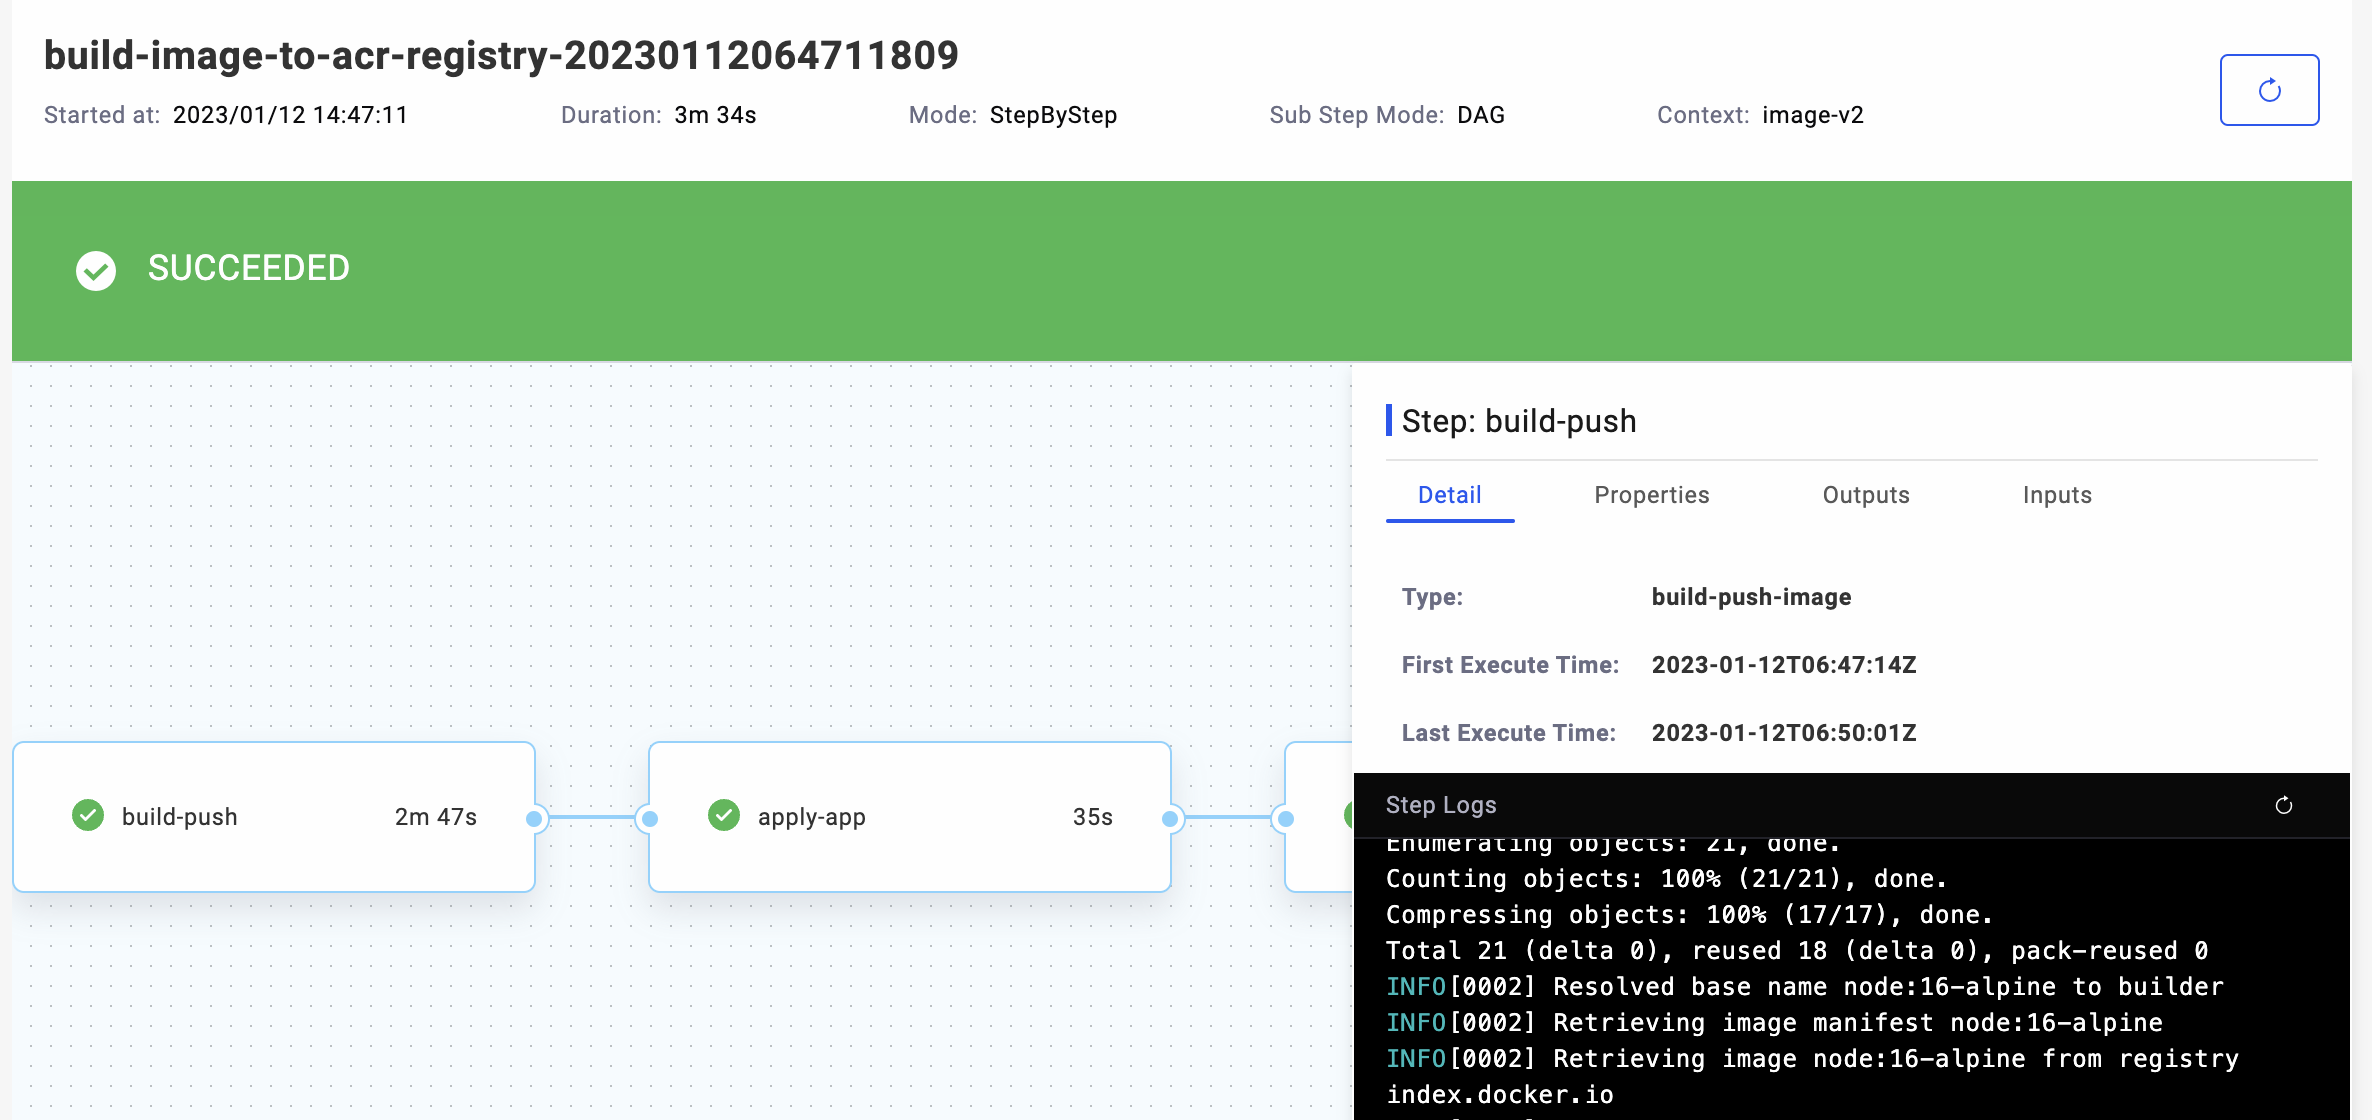 build-image-to-acr-registry-20230112064711809
Started at: 2023/01/12 14:47:11 Duration: 3m 34s Mode: StepByStep Sub Step Mode: DAG Context: image-v2
SUCCEEDED
build-push 2m 47s
apply-app 35s
Step: build-push
Detail Properties Outputs Inputs
Type: build-push-image
First Execute Time: 2023-01-12T06:47:14Z
Last Execute Time: 2023-01-12T06:50:01Z
Step Logs
Enumerating objects: 21, done.
Counting objects: 100% (21/21), done.
Compressing objects: 100% (17/17), done.
Total 21 (delta 0), reused 18 (delta 0), pack-reused 0
INFO[0002] Resolved base name node:16-alpine to builder
INFO[0002] Retrieving image manifest node:16-alpine
INFO[0002] Retrieving image node:16-alpine from registry
index.docker.io